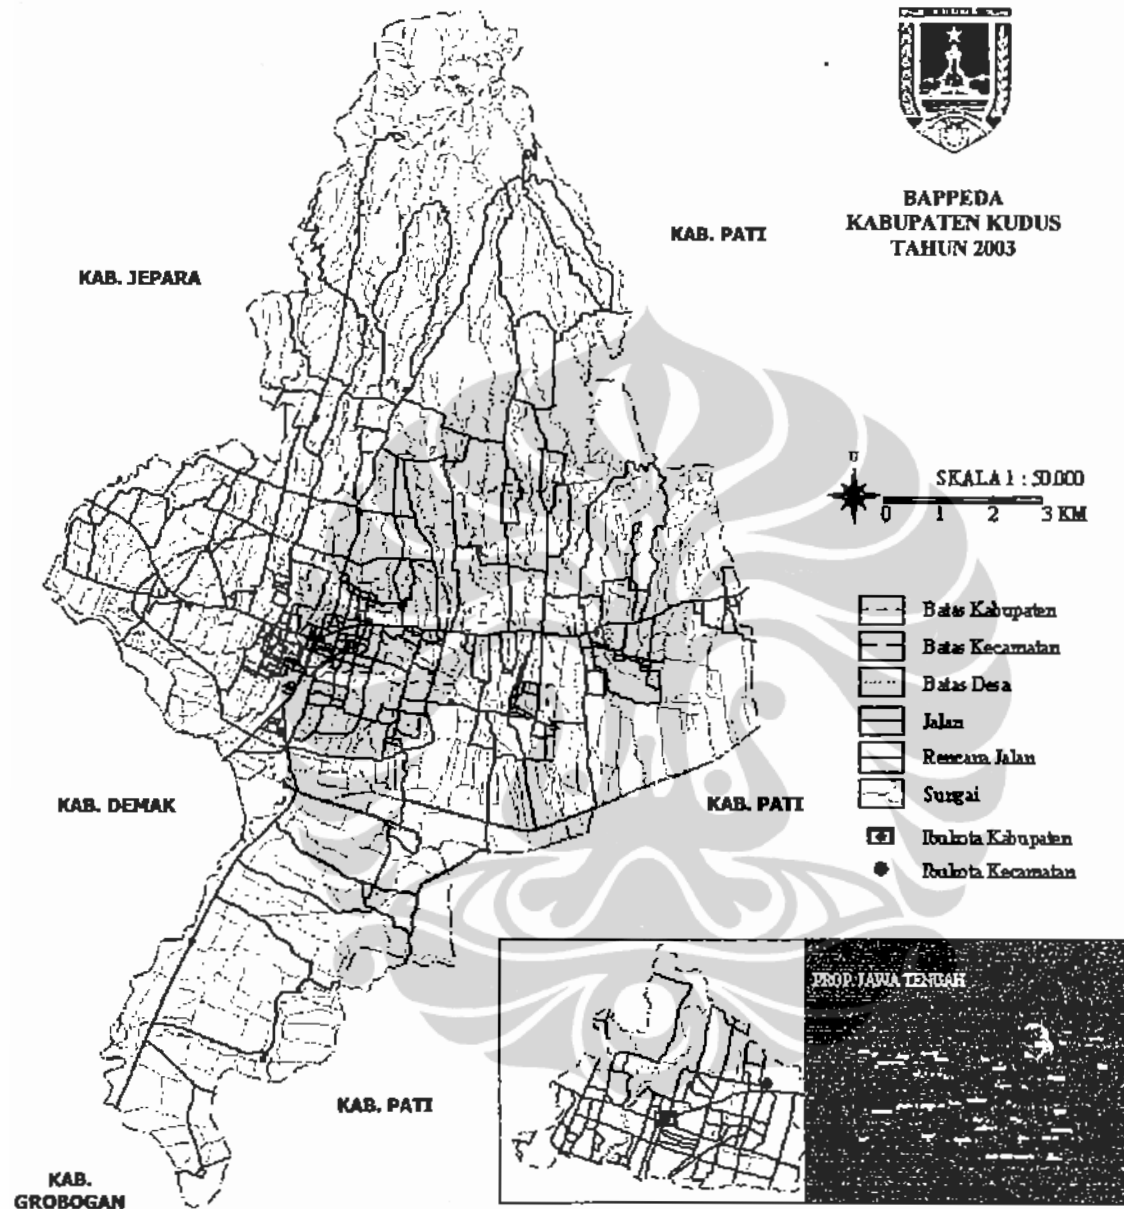 BAPPEDA
KABUPATEN KUDUS
TAHUN 2003
KAB. PATI
KAB. JEPARA
U
SKALA 1 : 50.000
0 1 2 3 KM
Batas Kabupaten
Batas Kecamatan
Batas Desa
Jalan
Rencana Jalan
Sungai
Ibukota Kabupaten
Ibukota Kecamatan
KAB. DEMAK
KAB. PATI
PROP. JAWA TENGAH
KAB. PATI
KAB.
GROBOGAN